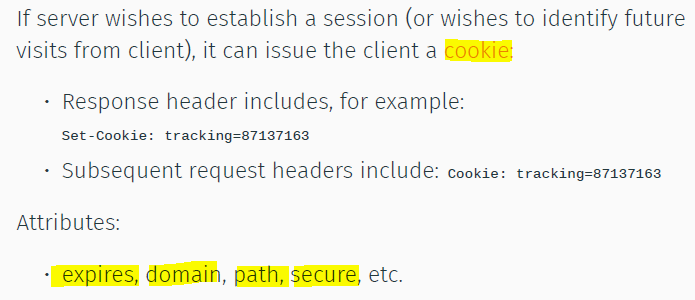 If server wishes to establish a session (or wishes to identify future
visits from client), it can issue the client a cookie:
• Response header includes, for example:
Set-Cookie: tracking=87137163
• Subsequent request headers include: Cookie: tracking=87137163
Attributes:
• expires, domain, path, secure, etc.